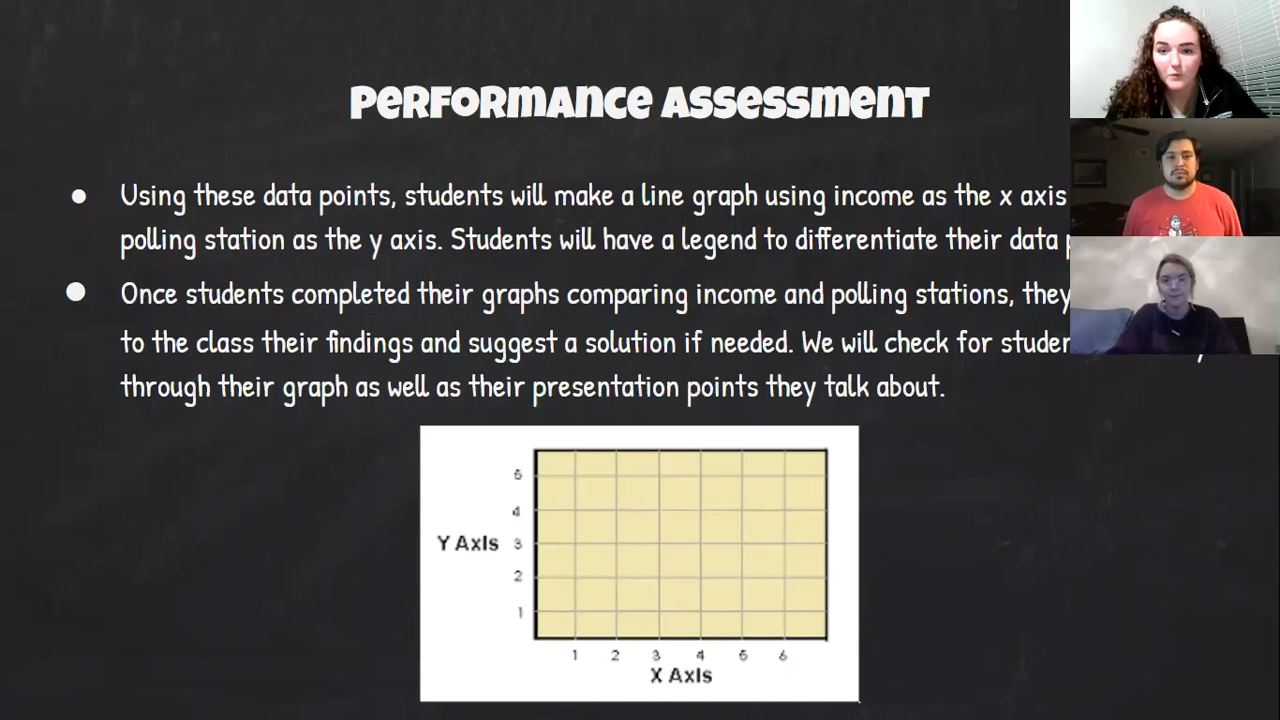 Performance Assessment
● Using these data points, students will make a line graph using income as the x axis
polling station as the y axis. Students will have a legend to differentiate their data
● Once students completed their graphs comparing income and polling stations, they
to the class their findings and suggest a solution if needed. We will check for
through their graph as well as their presentation points they talk about.
5
4
Y Axis 3
2
1
1 2 3 4 5 6
X Axis